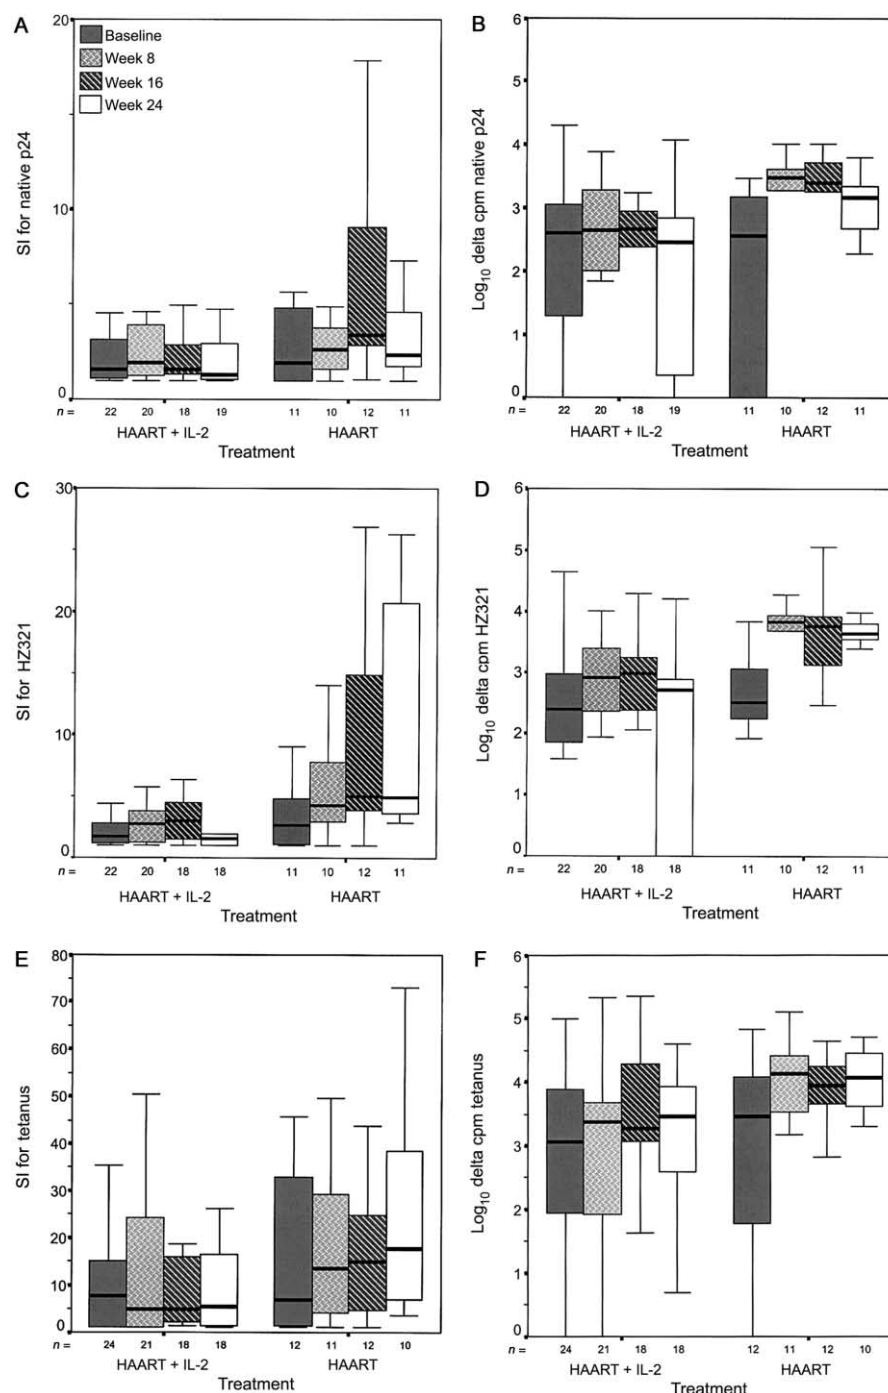 A
20
10
0
SI for native p24
Baseline
Week 8
Week 16
Week 24
n = 22 20 18 19 11 10 12 11
HAART + IL-2 HAART
Treatment
B
6
5
4
3
2
1
0
Log10 delta cpm native p24
n = 22 20 18 19 11 10 12 11
HAART + IL-2 HAART
Treatment
C
30
20
10
0
SI for HZ321
n = 22 20 18 18 11 10 12 11
HAART + IL-2 HAART
Treatment
D
6
5
4
3
2
1
0
Log10 delta cpm HZ321
n = 22 20 18 18 11 10 12 11
HAART + IL-2 HAART
Treatment
E
80
70
60
50
40
30
20
10
0
SI for tetanus
n = 24 21 18 18 12 11 12 10
HAART + IL-2 HAART
Treatment
F
6
5
4
3
2
1
0
Log10 delta cpm tetanus
n = 24 21 18 18 12 11 12 10
HAART + IL-2 HAART
Treatment